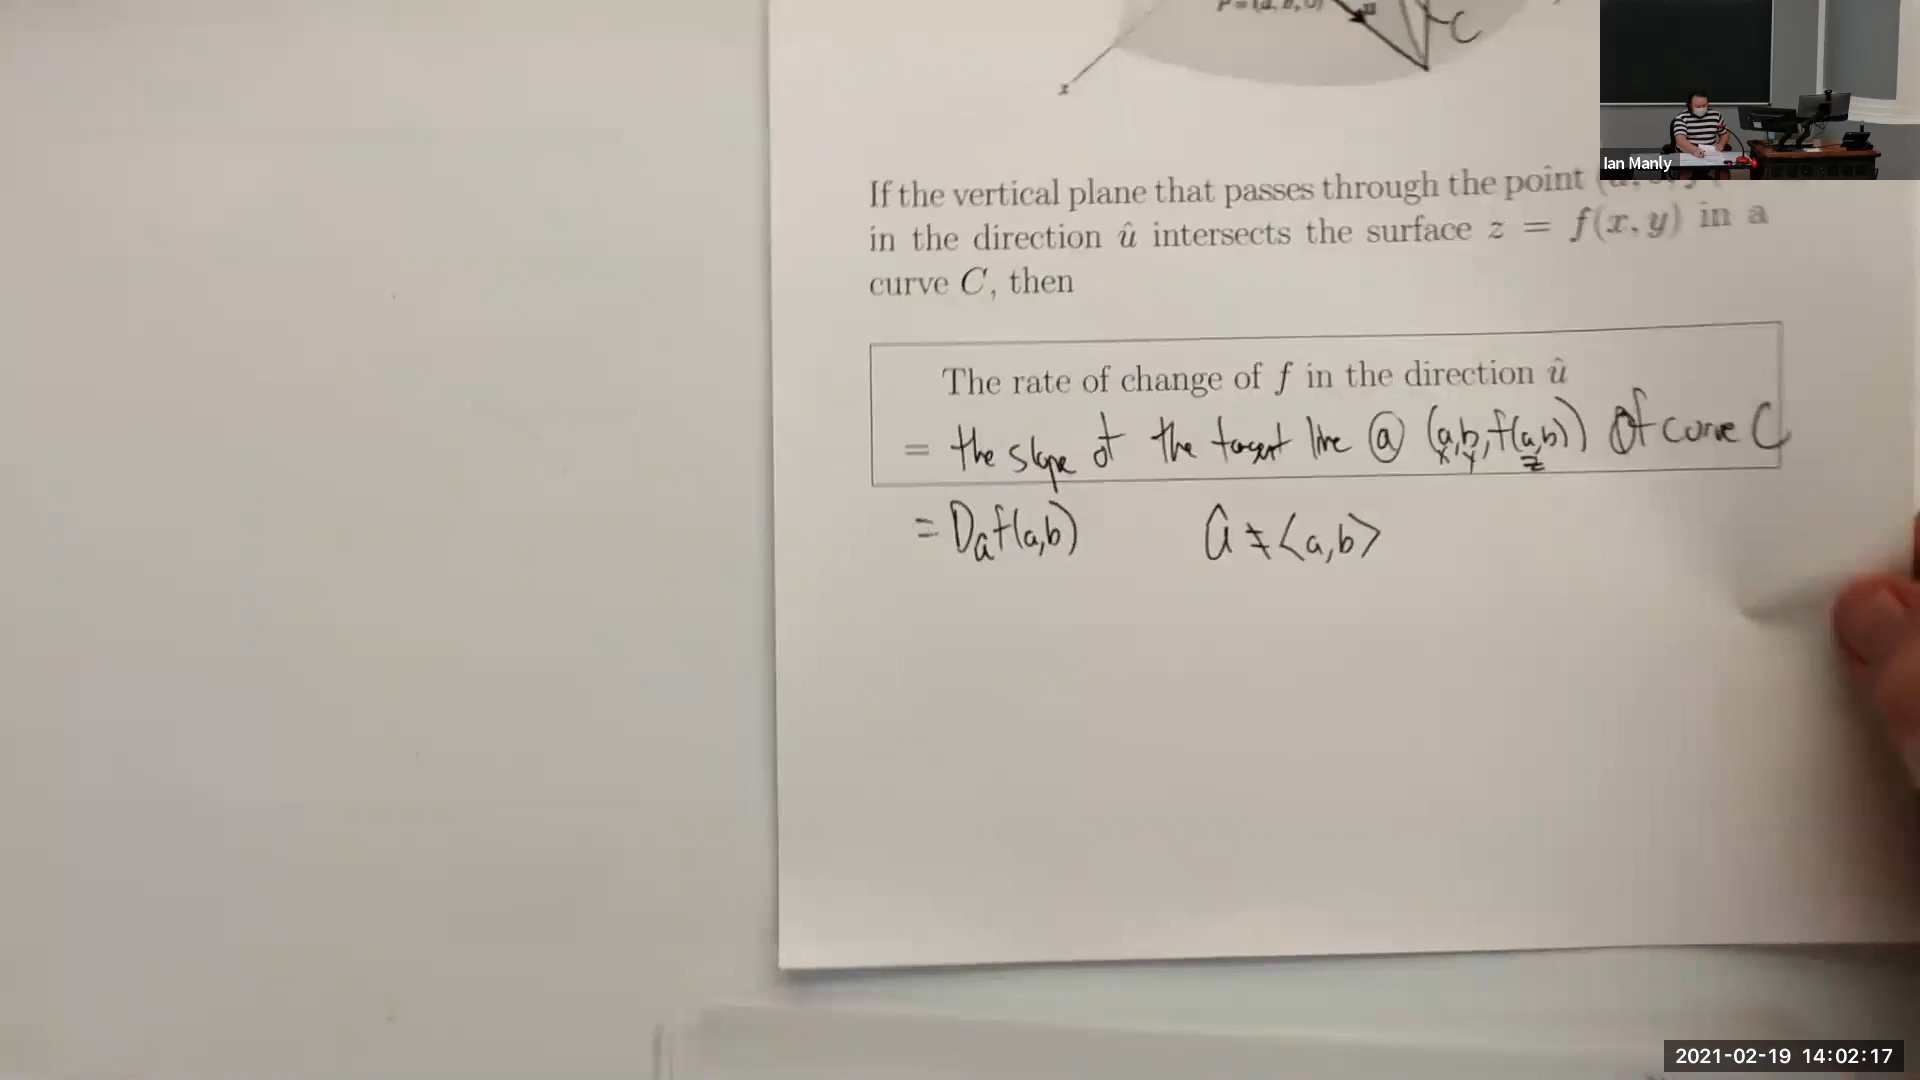 P = (a, b, 0)
u
C
x
Ian Manly
If the vertical plane that passes through the point
in the direction û intersects the surface z = f(x, y) in a
curve C, then
The rate of change of f in the direction û
= the slope of the tangent line @ (a,b,f(a,b)) of curve C
x y z
= Dûf(a,b) û ≠ <a,b>
2021-02-19 14:02:17